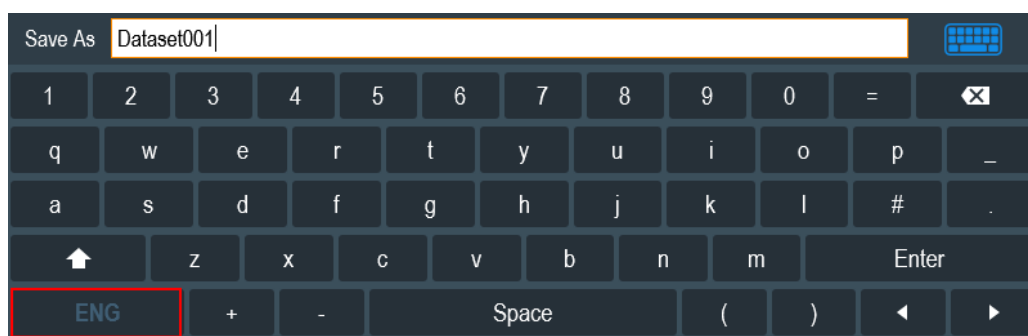 Save As Dataset001
1 2 3 4 5 6 7 8 9 0 =
q w e r t y u i o p _
a s d f g h j k l # .
z x c v b n m Enter
ENG + - Space ( )